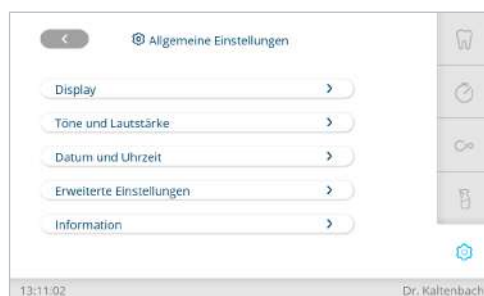 Allgemeine Einstellungen
Display
Töne und Lautstärke
Datum und Uhrzeit
Erweiterte Einstellungen
Information
13:11:02
Dr. Kaltenbach